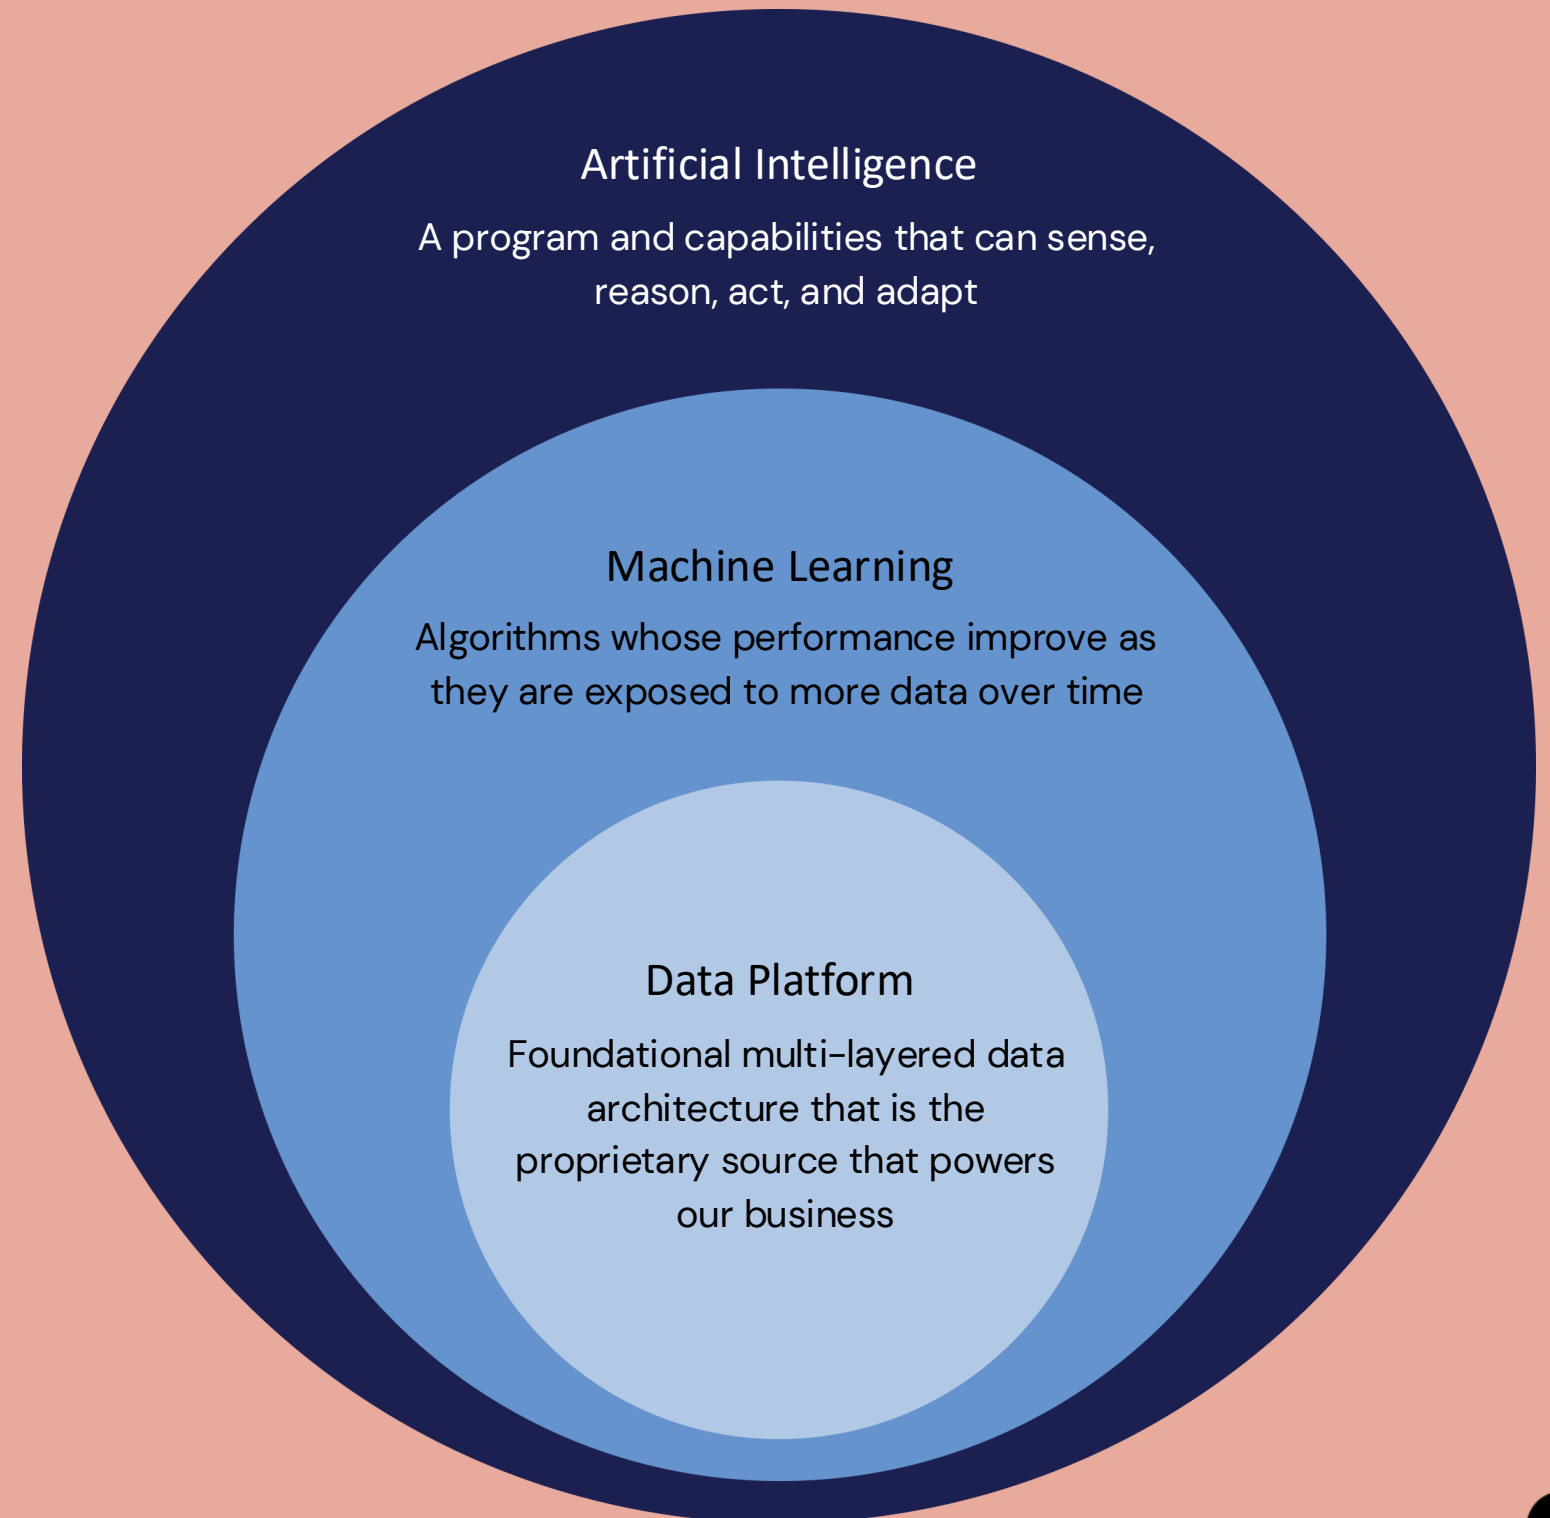 Artificial Intelligence
A program and capabilities that can sense,
reason, act, and adapt
Machine Learning
Algorithms whose performance improve as
they are exposed to more data over time
Data Platform
Foundational multi-layered data
architecture that is the
proprietary source that powers
our business